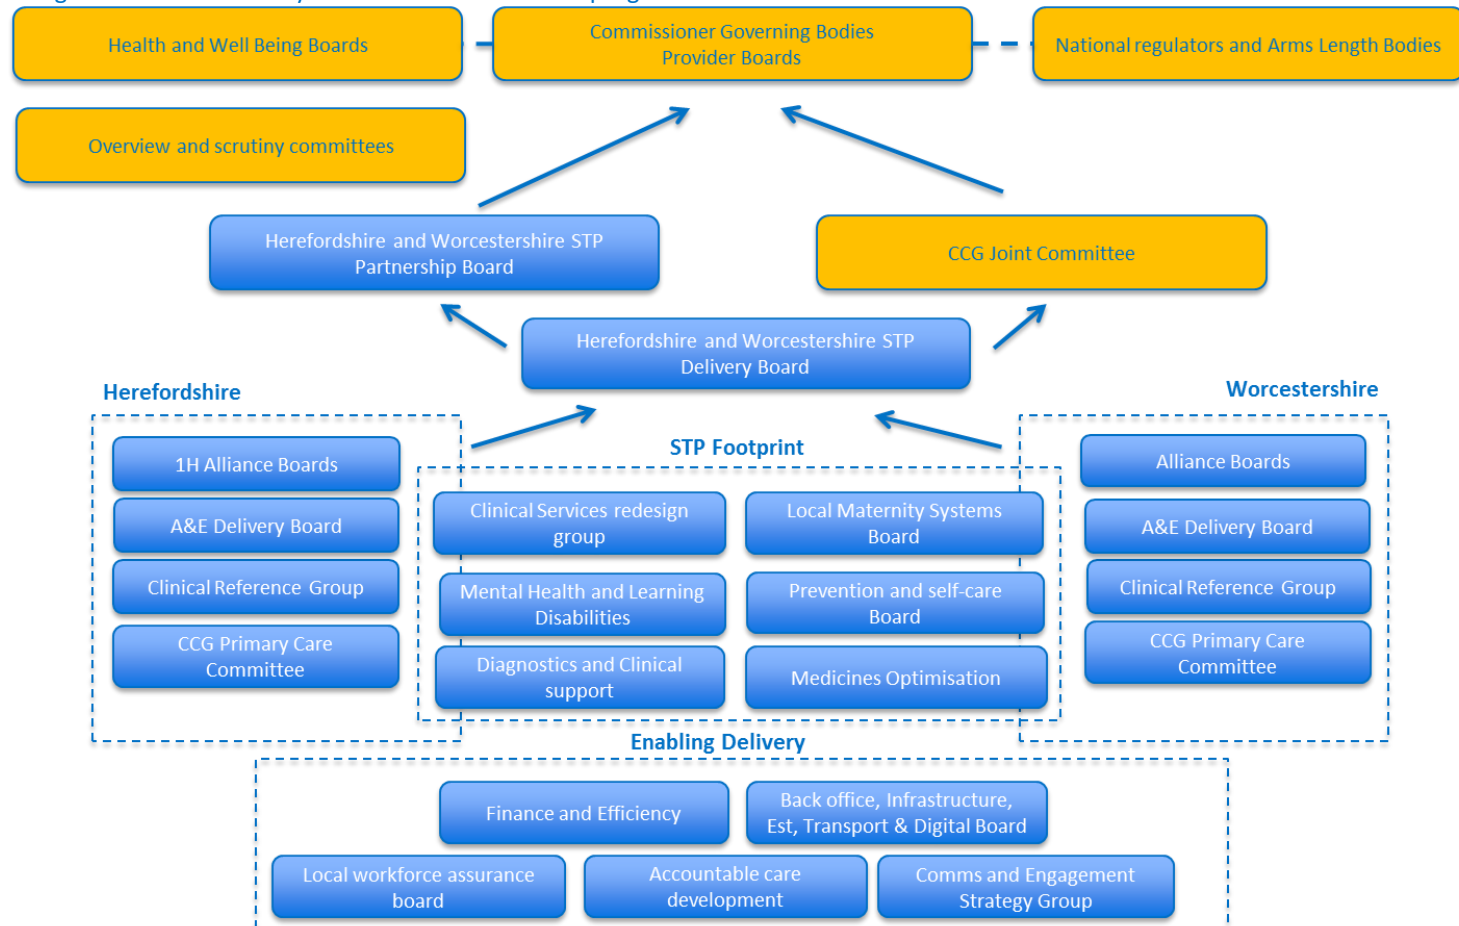 Health and Well Being Boards
Commissioner Governing Bodies
Provider Boards
National regulators and Arms Length Bodies
Overview and scrutiny committees
Herefordshire and Worcestershire STP
Partnership Board
CCG Joint Committee
Herefordshire and Worcestershire STP
Delivery Board
Herefordshire
1H Alliance Boards
A&E Delivery Board
Clinical Reference Group
CCG Primary Care
Committee
STP Footprint
Clinical Services redesign
group
Local Maternity Systems
Board
Mental Health and Learning
Disabilities
Prevention and self-care
Board
Diagnostics and Clinical
support
Medicines Optimisation
Worcestershire
Alliance Boards
A&E Delivery Board
Clinical Reference Group
CCG Primary Care
Committee
Enabling Delivery
Finance and Efficiency
Back office, Infrastructure,
Est, Transport & Digital Board
Local workforce assurance
board
Accountable care
development
Comms and Engagement
Strategy Group